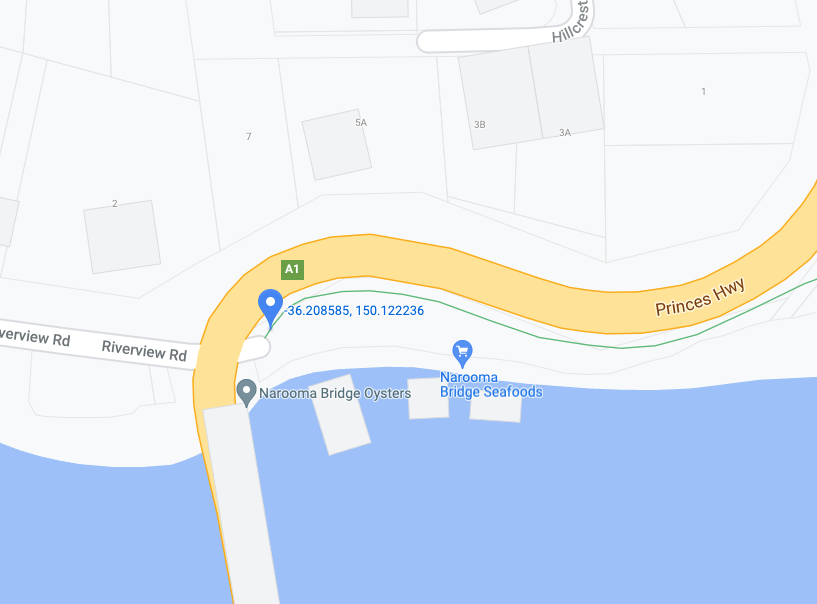 Hillcrest
1
5A
3B
3A
7
2
A1
Princes Hwy
-36.208585, 150.122236
verview Rd
Riverview Rd
Narooma
Bridge Seafoods
Narooma Bridge Oysters